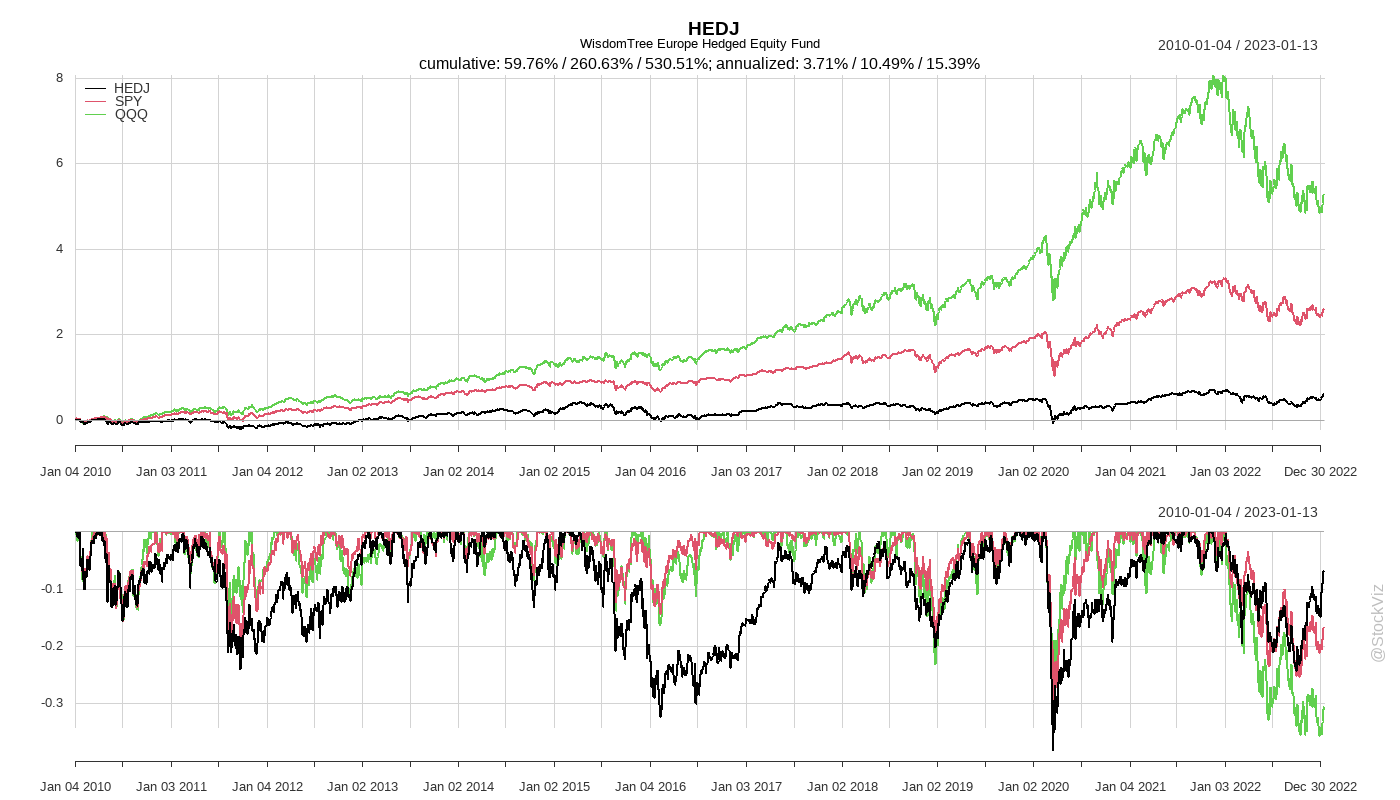 HEDJ
WisdomTree Europe Hedged Equity Fund
2010-01-04 / 2023-01-13
cumulative: 59.76% / 260.63% / 530.51%; annualized: 3.71% / 10.49% / 15.39%
8
HEDJ
SPY
QQQ
6
4
2
0
Jan 04 2010 Jan 03 2011 Jan 04 2012 Jan 02 2013 Jan 02 2014 Jan 02 2015 Jan 04 2016 Jan 03 2017 Jan 02 2018 Jan 02 2019 Jan 02 2020 Jan 04 2021 Jan 03 2022 Dec 30 2022
2010-01-04 / 2023-01-13
-0.1
-0.2
-0.3
Jan 04 2010 Jan 03 2011 Jan 04 2012 Jan 02 2013 Jan 02 2014 Jan 02 2015 Jan 04 2016 Jan 03 2017 Jan 02 2018 Jan 02 2019 Jan 02 2020 Jan 04 2021 Jan 03 2022 Dec 30 2022
@StockViz